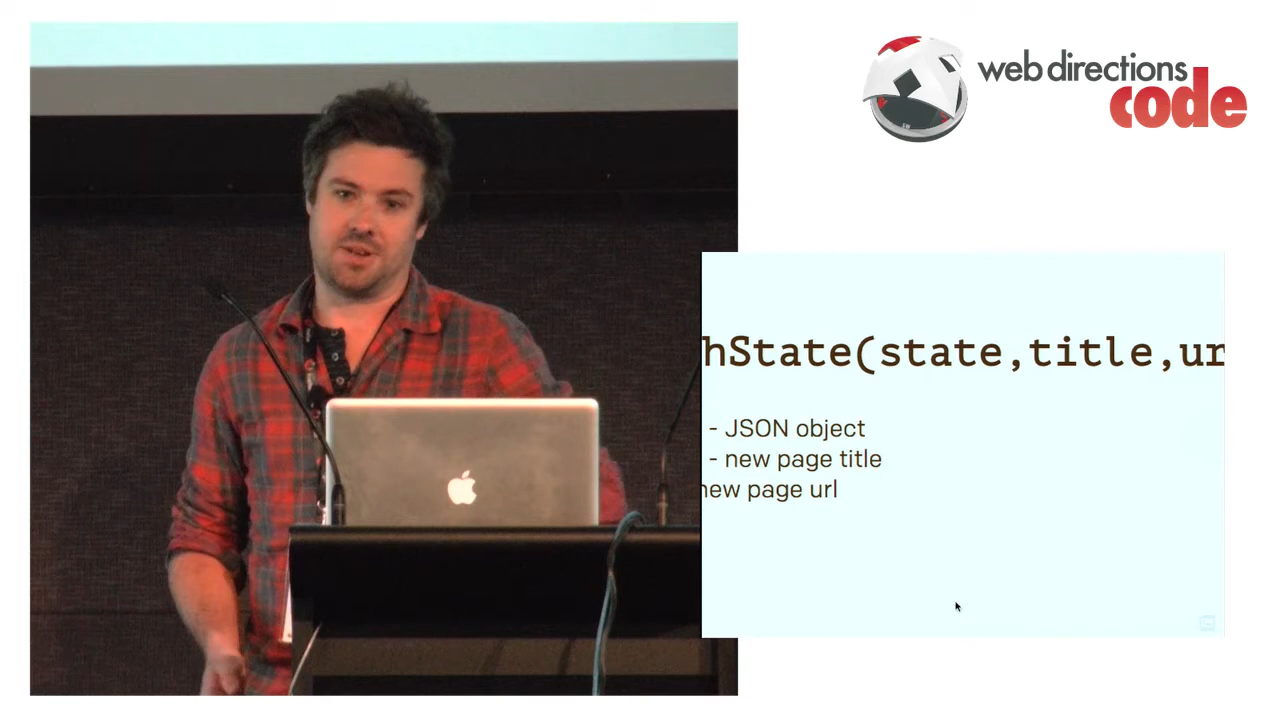 web directions
code
hState(state,title,ur
- JSON object
- new page title
new page url